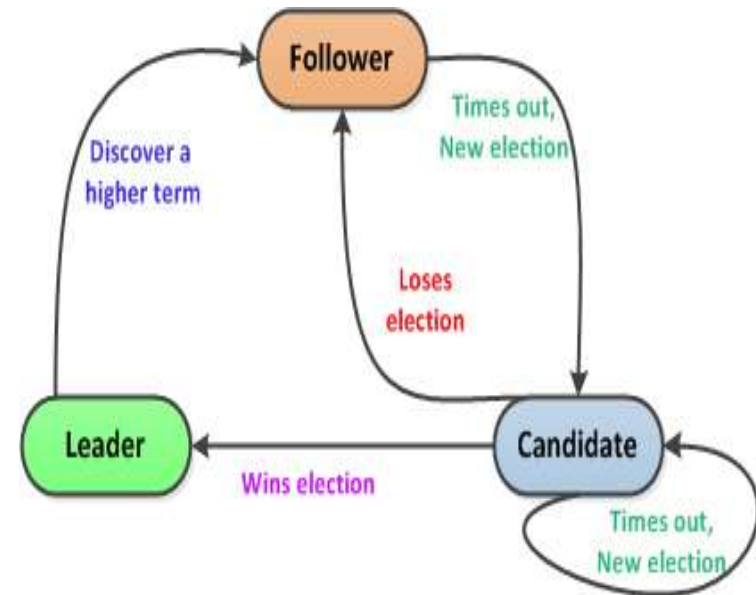 Follower
Times out,
New election
Discover a
higher term
Loses
election
Leader
Candidate
Wins election
Times out,
New election